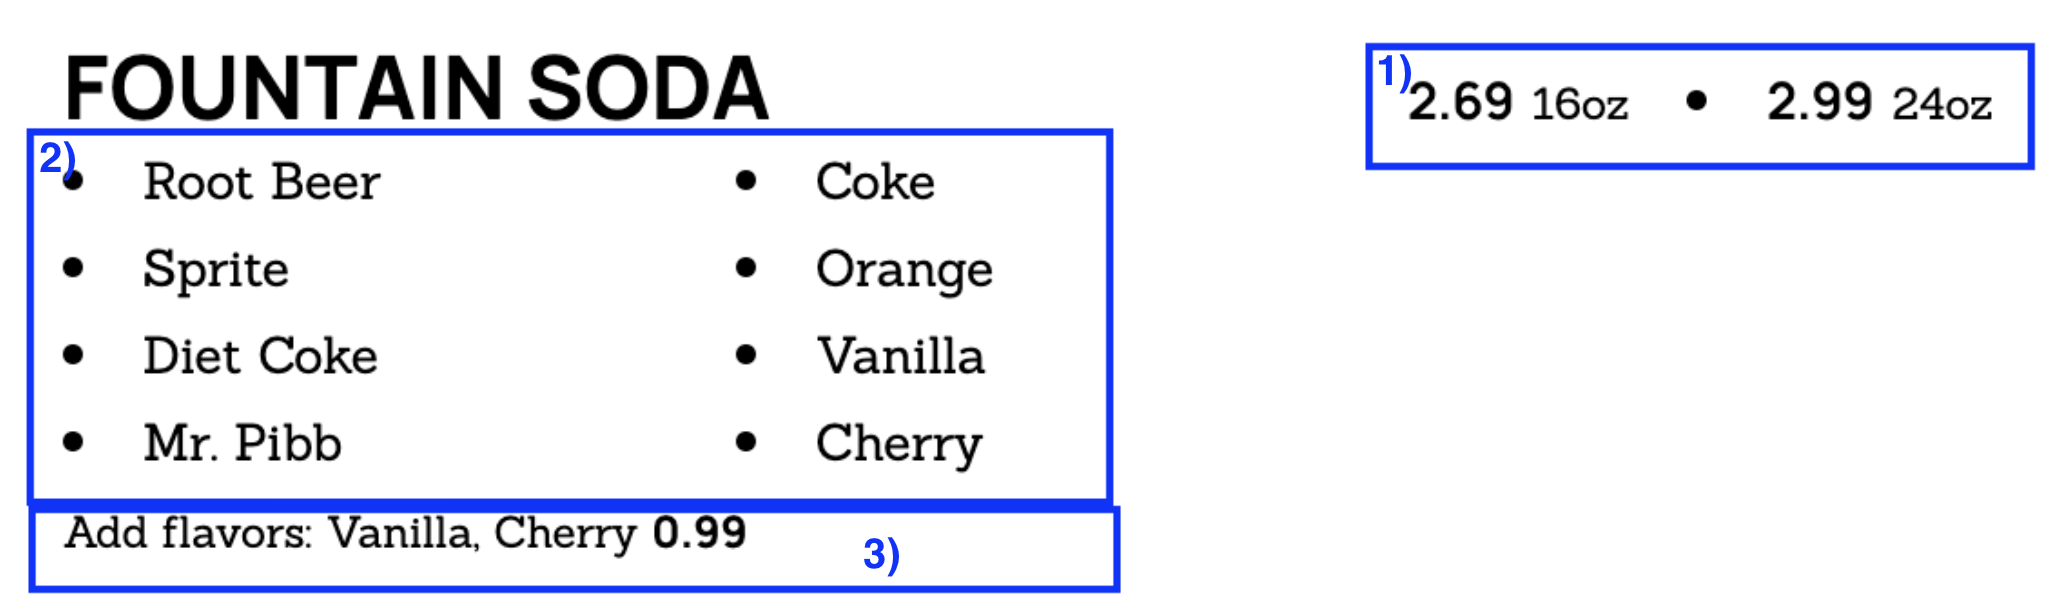 FOUNTAIN SODA
1) 2.69 16oz • 2.99 24oz
2)
• Root Beer
• Sprite
• Diet Coke
• Mr. Pibb
• Coke
• Orange
• Vanilla
• Cherry
Add flavors: Vanilla, Cherry 0.99
3)